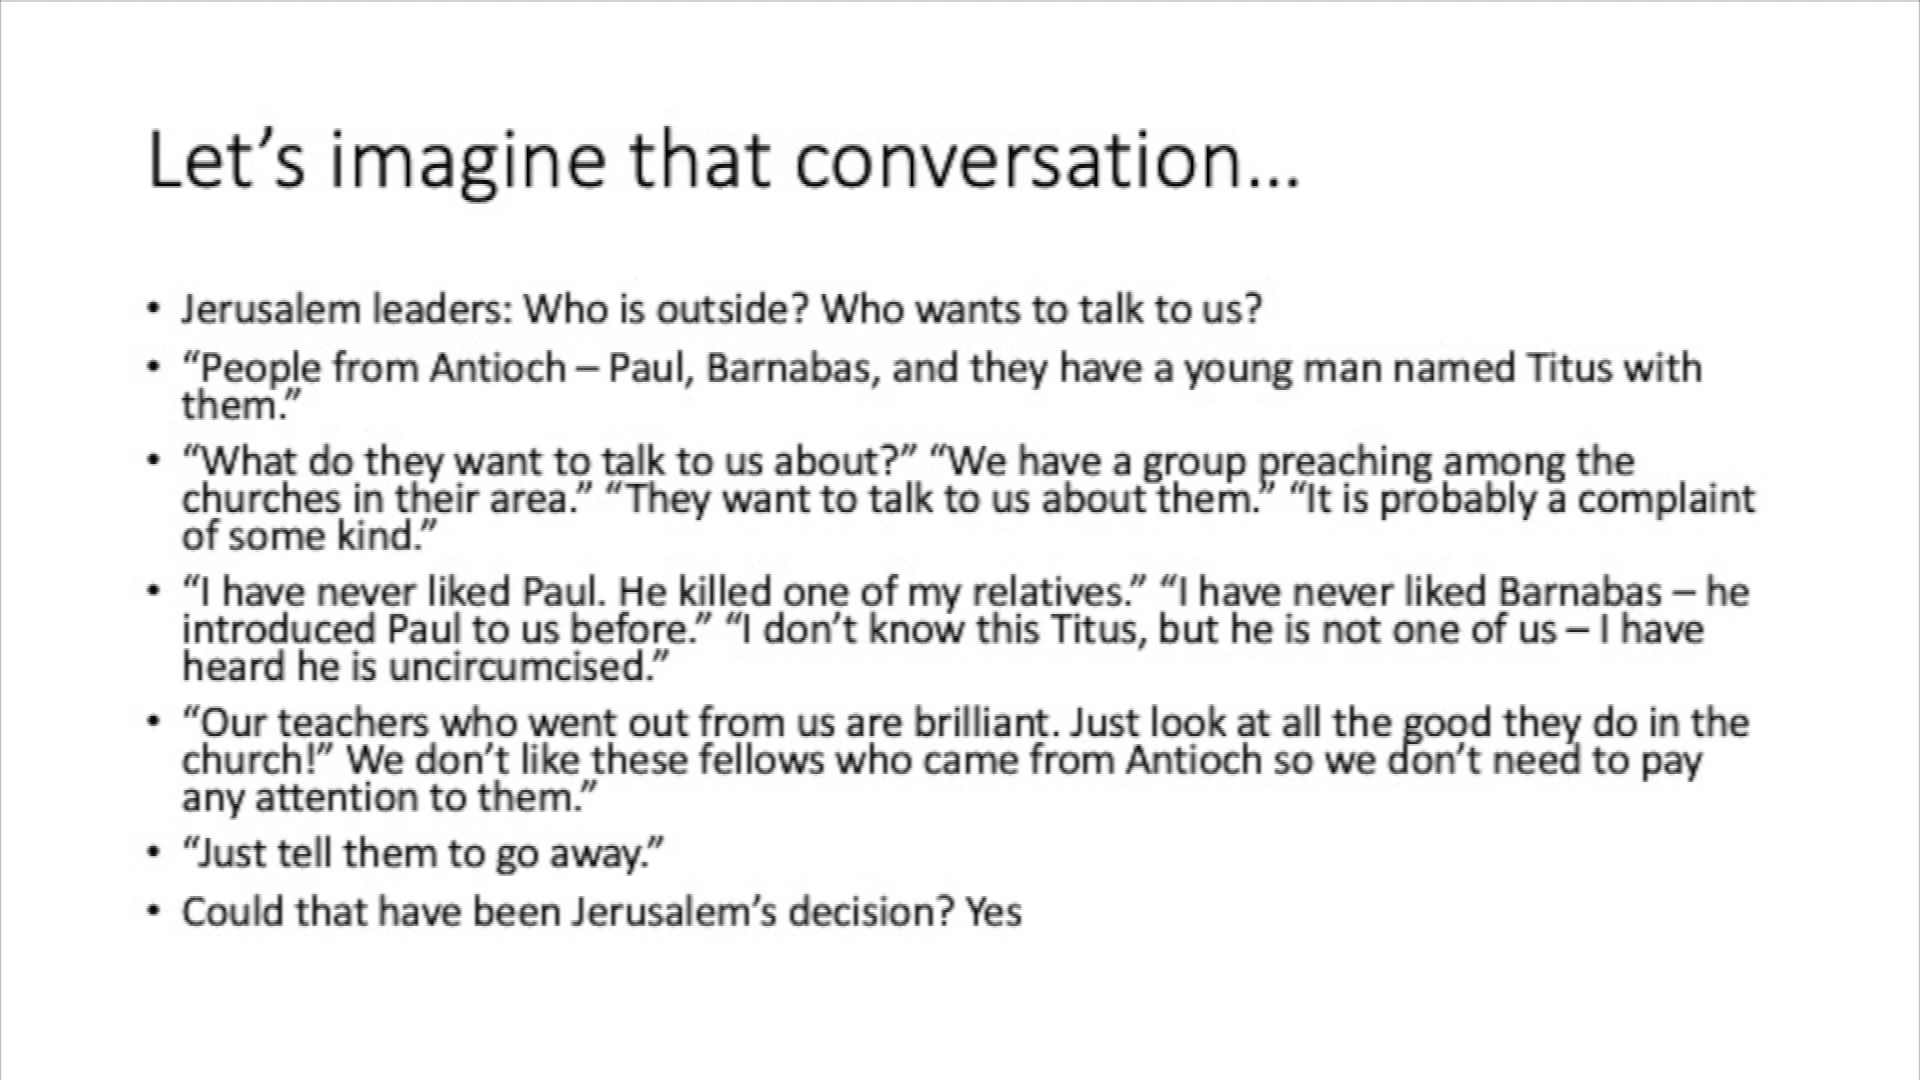 Let’s imagine that conversation…
• Jerusalem leaders: Who is outside? Who wants to talk to us?
• “People from Antioch – Paul, Barnabas, and they have a young man named Titus with
them.”
• “What do they want to talk to us about?” “We have a group preaching among the
churches in their area.” “They want to talk to us about them.” “It is probably a complaint
of some kind.”
• “I have never liked Paul. He killed one of my relatives.” “I have never liked Barnabas – he
introduced Paul to us before.” “I don’t know this Titus, but he is not one of us – I have
heard he is uncircumcised.”
• “Our teachers who went out from us are brilliant. Just look at all the good they do in the
church!” We don’t like these fellows who came from Antioch so we don’t need to pay
any attention to them.”
• “Just tell them to go away.”
• Could that have been Jerusalem’s decision? Yes